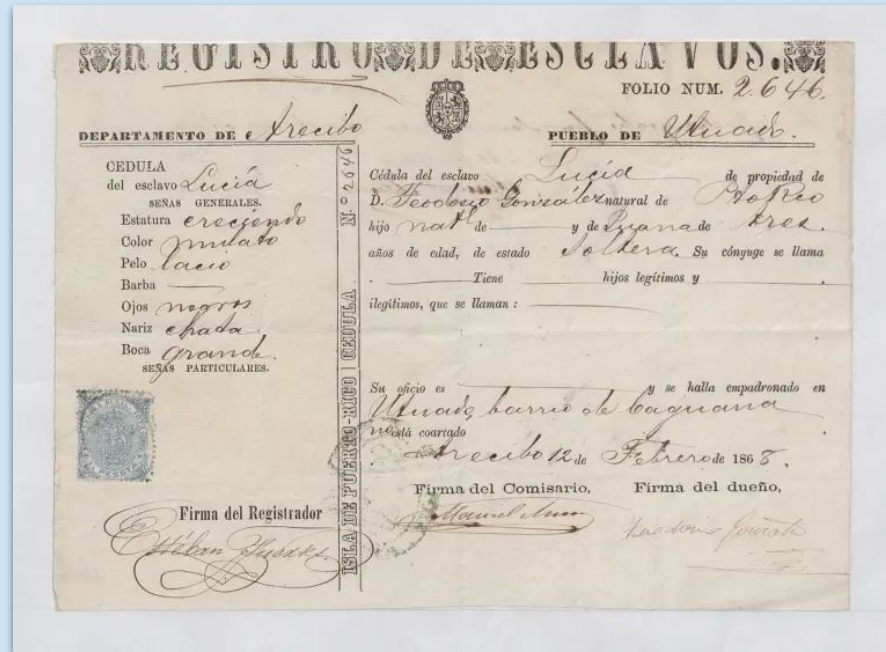 REGISTRO DE ESCLAVOS.
FOLIO NUM. 2.646.
DEPARTAMENTO DE Arecibo
PUEBLO DE Utuado.
CEDULA
del esclavo Lucía
SEÑAS GENERALES.
Estatura creciendo
Color mulato
Pelo lacio
Barba
Ojos negros
Nariz chata
Boca grande.
SEÑAS PARTICULARES.
Firma del Registrador
ISLA DE PUERTO-RICO | CEDULA Nº 2646
Cédula del esclavo Lucía de propiedad de
D. Teodosio González natural de Pto Rco
hijo natl de y de Juana de tres
años de edad, de estado Soltera. Su cónyuge se llama
Tiene hijos legítimos y
ilegítimos, que se llaman :
Su oficio es y se halla empadronado en
Utuado, barrio de Caguana
no está coartado
Arecibo 12 de Febrero de 1868.
Firma del Comisario, Firma del dueño,
Manuel